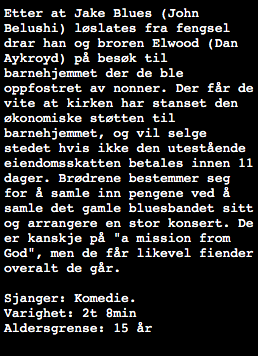 Etter at Jake Blues (John
Belushi) løslates fra fengsel
drar han og broren Elwood (Dan
Aykroyd) på besøk til
barnehjemmet der de ble
oppfostret av nonner. Der får de
vite at kirken har stanset den
økonomiske støtten til
barnehjemmet, og vil selge
stedet hvis ikke den utestående
eiendomsskatten betales innen 11
dager. Brødrene bestemmer seg
for å samle inn pengene ved å
samle det gamle bluesbandet sitt
og arrangere en stor konsert. De
er kanskje på "a mission from
God", men de får likevel fiender
overalt de går.

Sjanger: Komedie.
Varighet: 2t 8min
Aldersgrense: 15 år